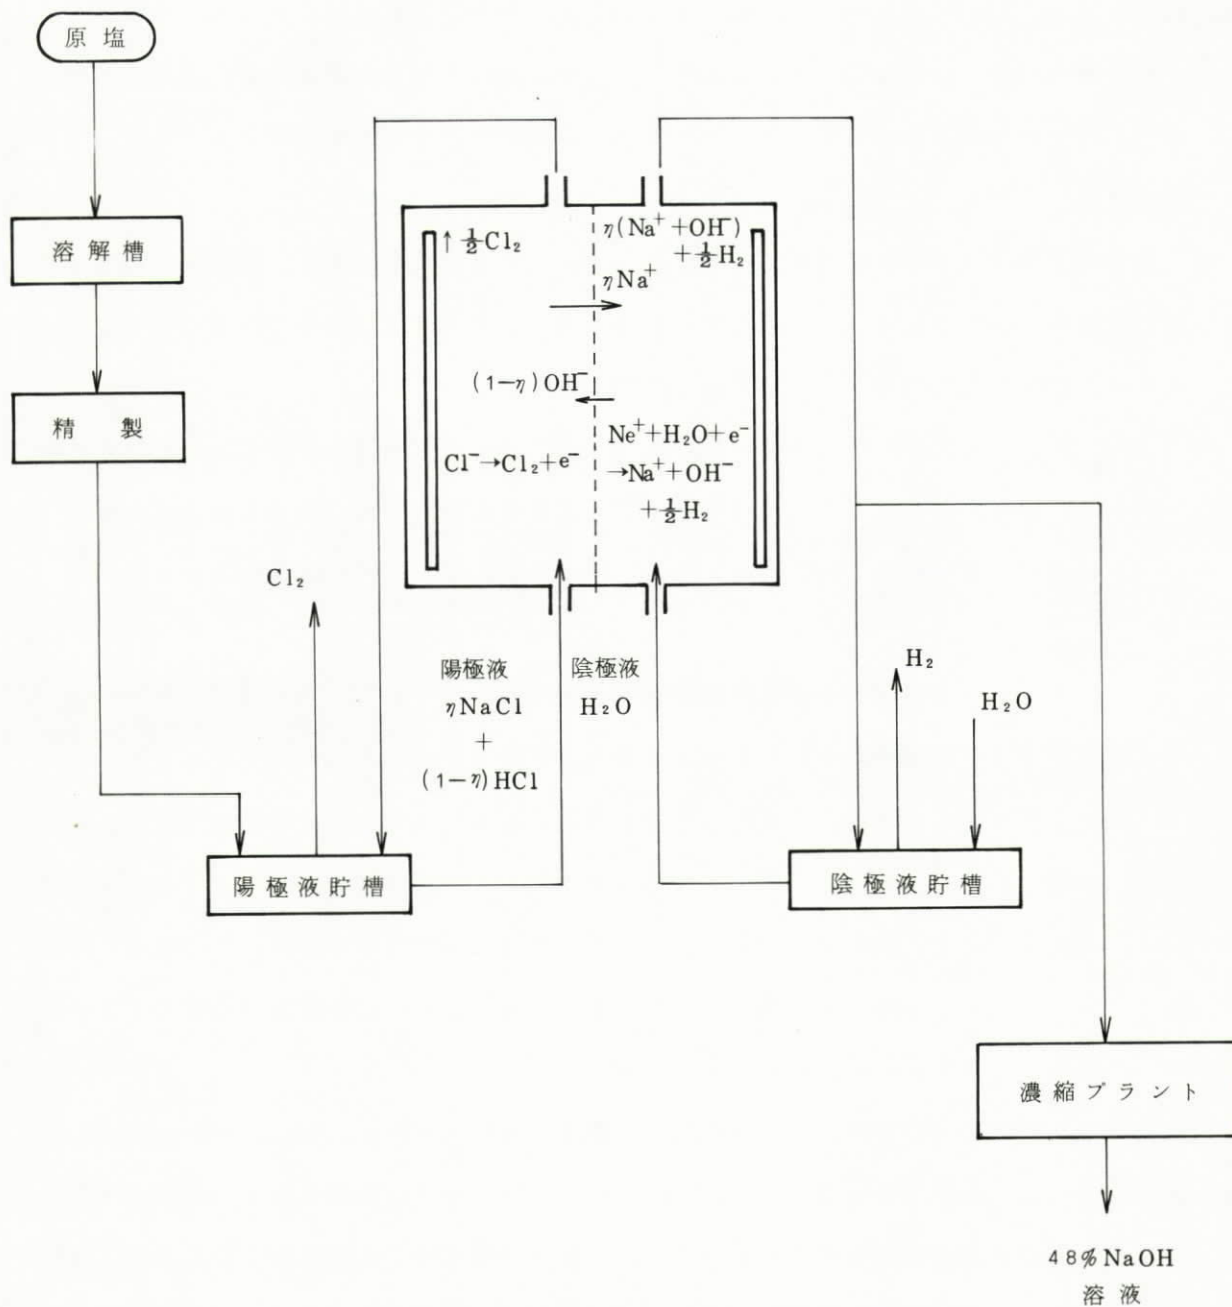 原塩
溶解槽
精製
↑ ½Cl₂
η(Na⁺+OH⁻)
+½H₂
ηNa⁺
(1−η)OH⁻
Cl⁻→Cl₂+e⁻
Ne⁺+H₂O+e⁻
→Na⁺+OH⁻
+½H₂
Cl₂
陽極液
ηNaCl
+
(1−η)HCl
陰極液
H₂O
H₂
H₂O
陽極液貯槽
陰極液貯槽
濃縮プラント
48%NaOH
溶液